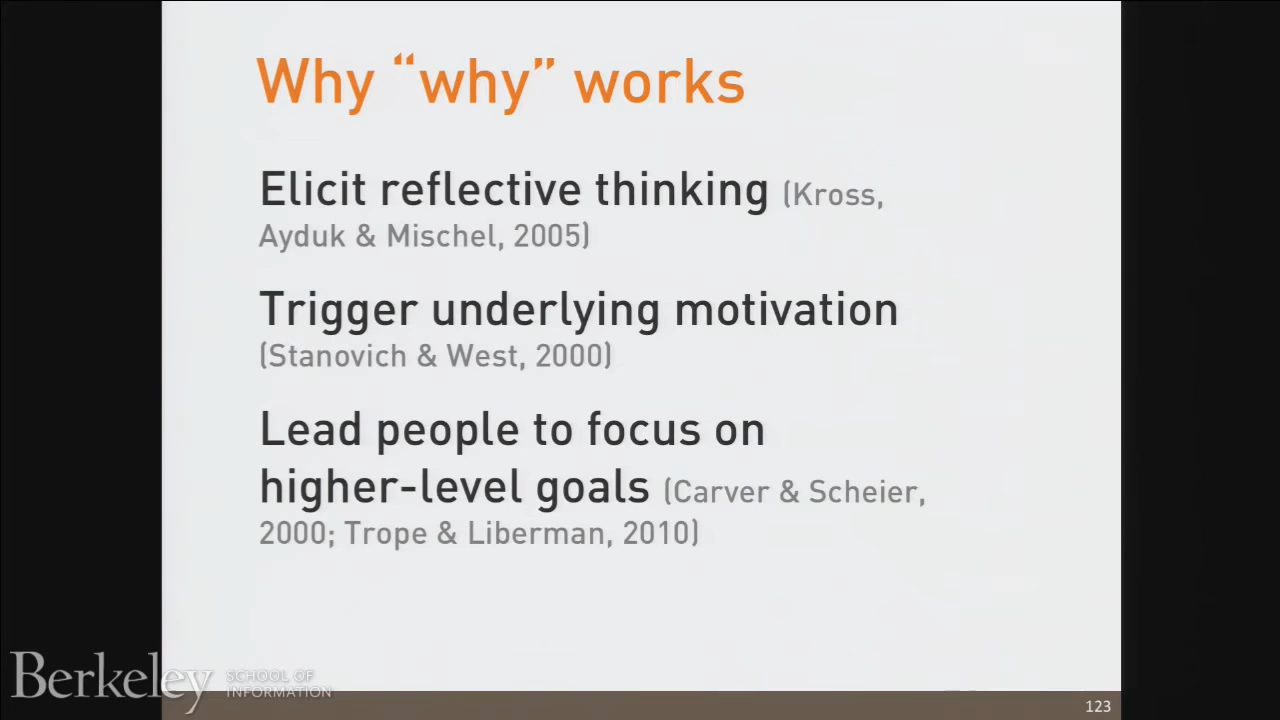 Why “why” works
Elicit reflective thinking (Kross,
Ayduk & Mischel, 2005)
Trigger underlying motivation
(Stanovich & West, 2000)
Lead people to focus on
higher-level goals (Carver & Scheier,
2000; Trope & Liberman, 2010)
Berkeley SCHOOL OF
INFORMATION
123